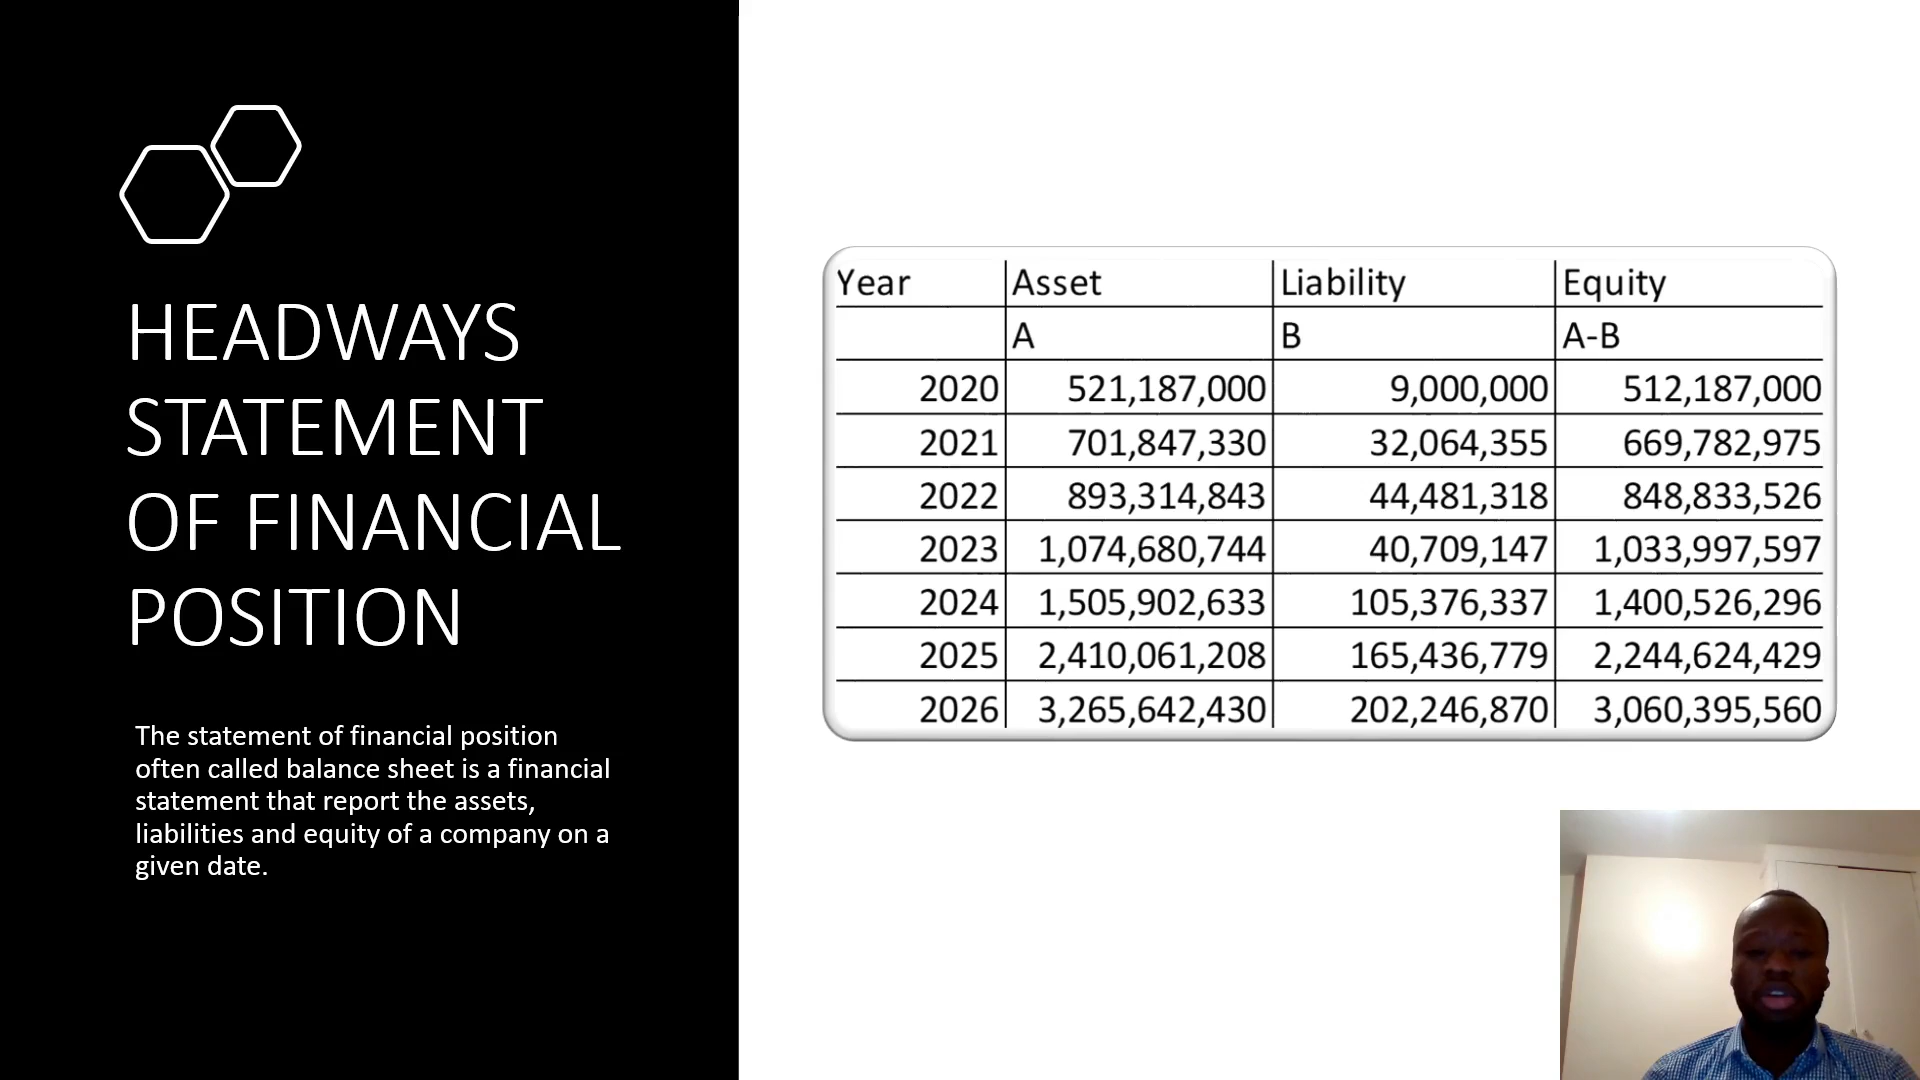 HEADWAYS
STATEMENT
OF FINANCIAL
POSITION
The statement of financial position
often called balance sheet is a financial
statement that report the assets,
liabilities and equity of a company on a
given date.
Year Asset Liability Equity
A B A-B
2020 521,187,000 9,000,000 512,187,000
2021 701,847,330 32,064,355 669,782,975
2022 893,314,843 44,481,318 848,833,526
2023 1,074,680,744 40,709,147 1,033,997,597
2024 1,505,902,633 105,376,337 1,400,526,296
2025 2,410,061,208 165,436,779 2,244,624,429
2026 3,265,642,430 202,246,870 3,060,395,560